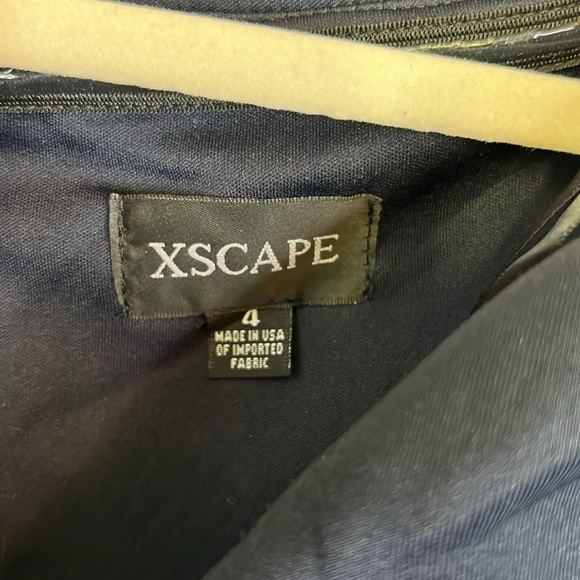 XSCAPE
4
MADE IN USA
OF IMPORTED
FABRIC